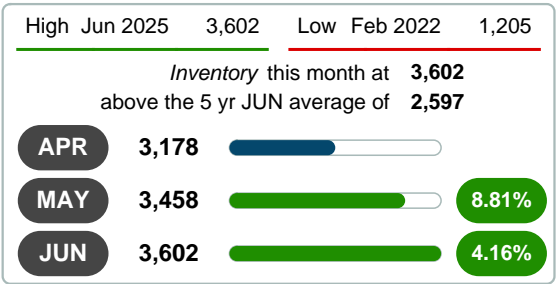 High Jun 2025 3,602 Low Feb 2022 1,205
Inventory this month at 3,602
above the 5 yr JUN average of 2,597
APR 3,178
MAY 3,458 8.81%
JUN 3,602 4.16%